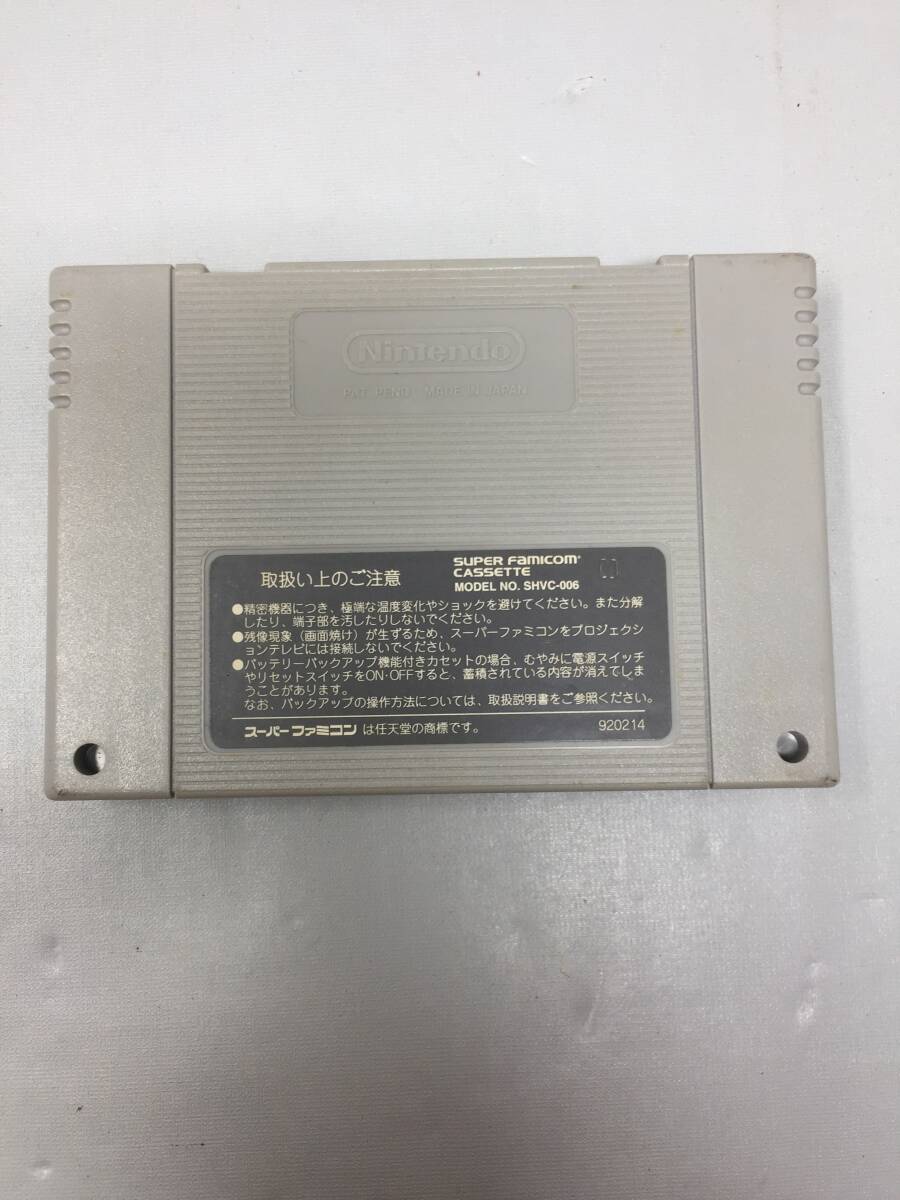 Nintendo
PAT. PEND. MADE IN JAPAN
取扱い上のご注意
SUPER FAMICOM
CASSETTE
MODEL NO. SHVC-006
●精密機器につき、極端な温度変化やショックを避けてください。また分解
したり、端子部を汚したりしないでください。
●残像現象（画面焼け）が生ずるため、スーパーファミコンをプロジェクシ
ョンテレビには接続しないでください。
●バッテリーバックアップ機能付きカセットの場合、むやみに電源スイッチ
やリセットスイッチをON·OFFすると、蓄積されている内容が消えてしま
うことがあります。
なお、バックアップの操作方法については、取扱説明書をご参照ください。
スーパーファミコンは任天堂の商標です。
920214